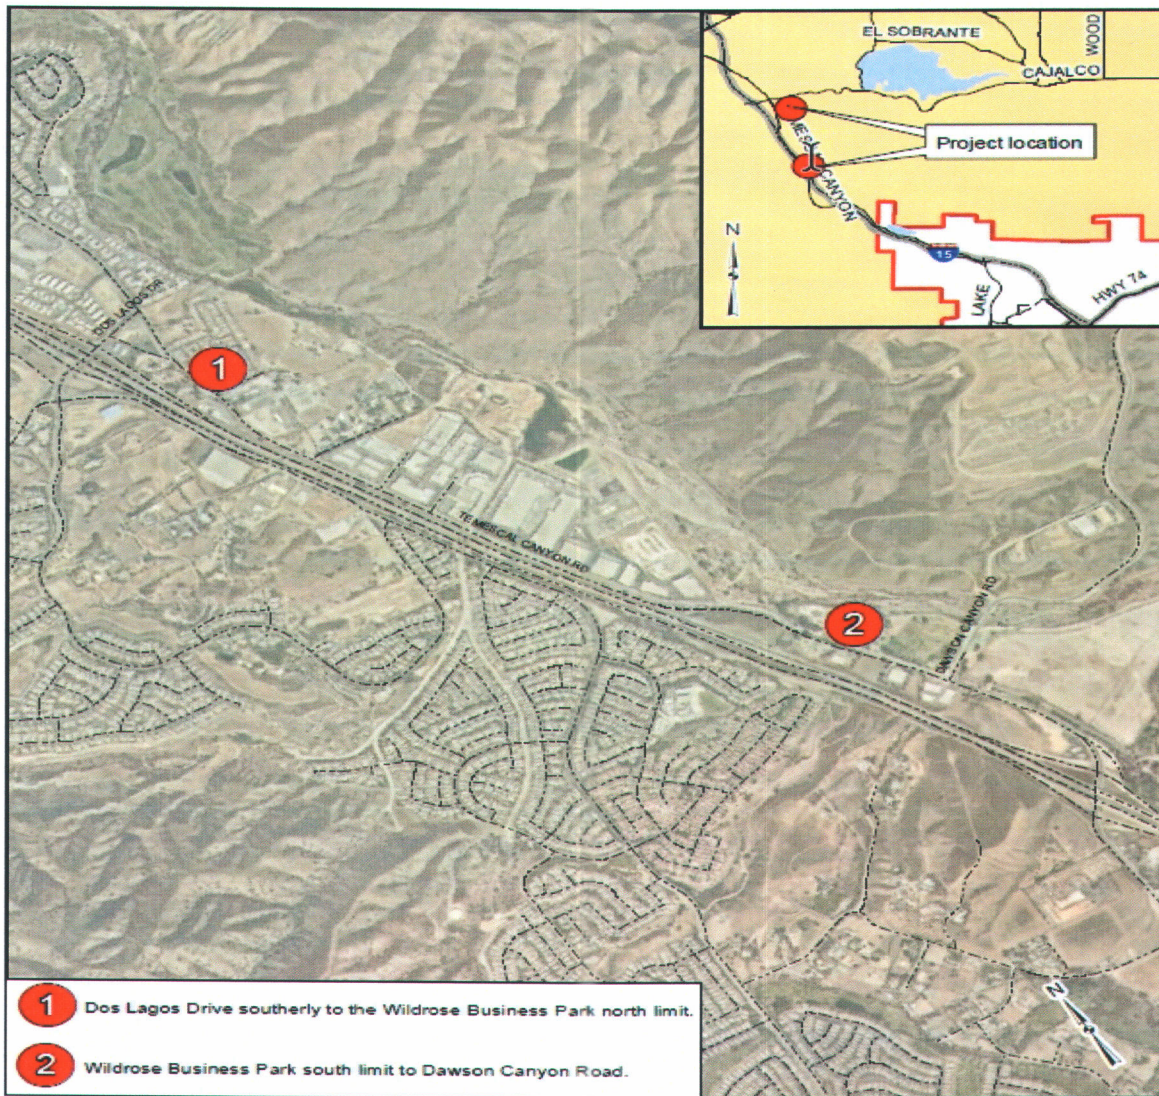 EL SOBRANTE
WOOD
CAJALCO
MESCAL CANYON
Project location
N
15
LAKE
HWY 74
DOS LAGOS DR
1
TEMESCAL CANYON RD
2
CANYON RD
N
1 Dos Lagos Drive southerly to the Wildrose Business Park north limit.
2 Wildrose Business Park south limit to Dawson Canyon Road.